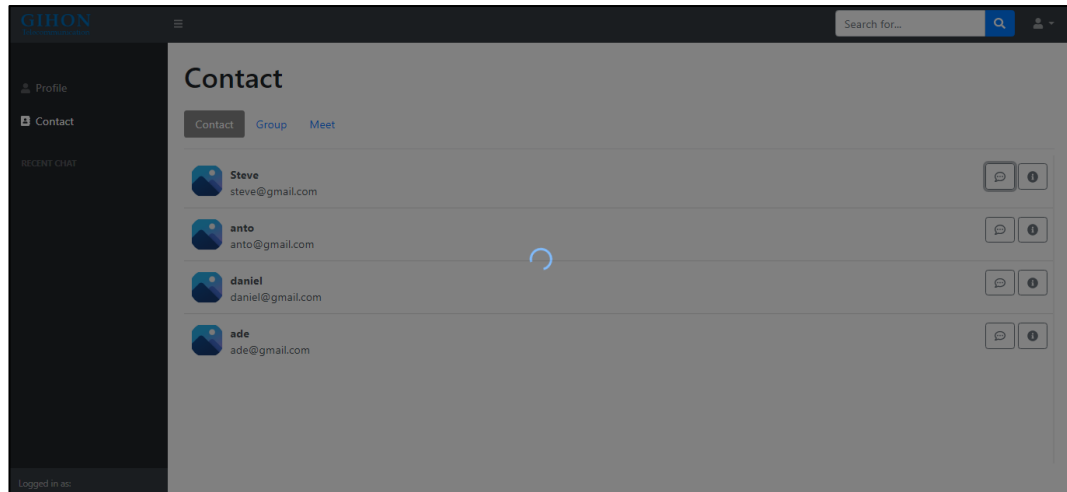 GIHON
Telecommunication
Search for...
Profile
Contact
RECENT CHAT
Contact
Contact
Group
Meet
Steve
steve@gmail.com
anto
anto@gmail.com
daniel
daniel@gmail.com
ade
ade@gmail.com
Logged in as: